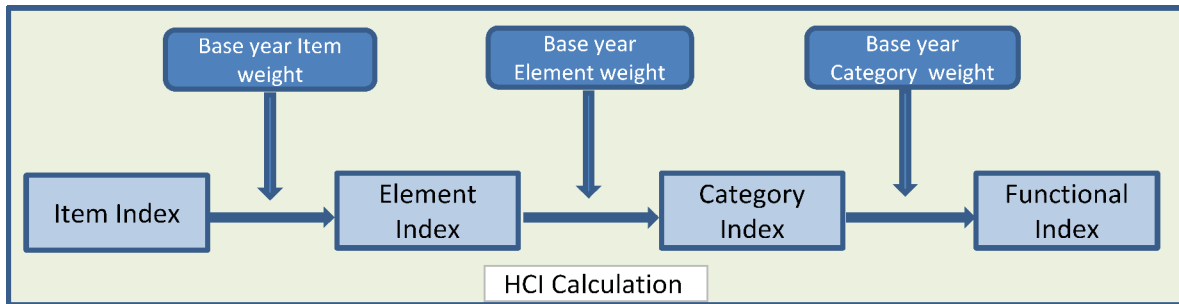 Base year Item
weight
Base year
Element weight
Base year
Category weight
Item Index
Element
Index
Category
Index
Functional
Index
HCI Calculation